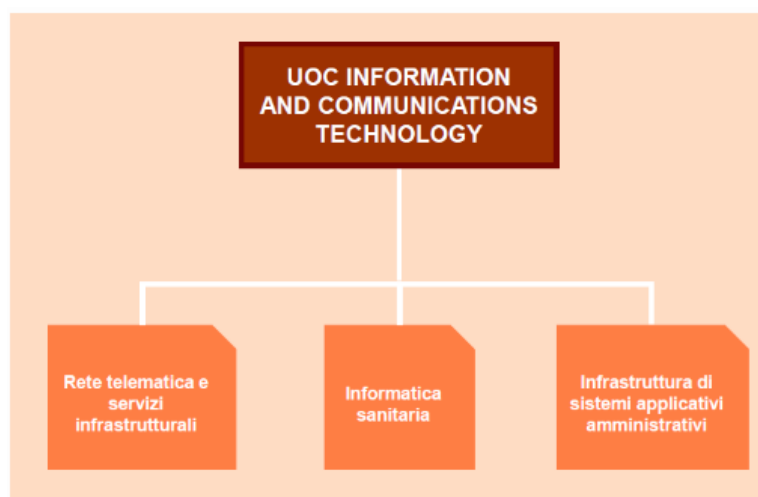 UOC INFORMATION
AND COMMUNICATIONS
TECHNOLOGY
Rete telematica e
servizi
infrastrutturali
Informatica
sanitaria
Infrastruttura di
sistemi applicativi
amministrativi